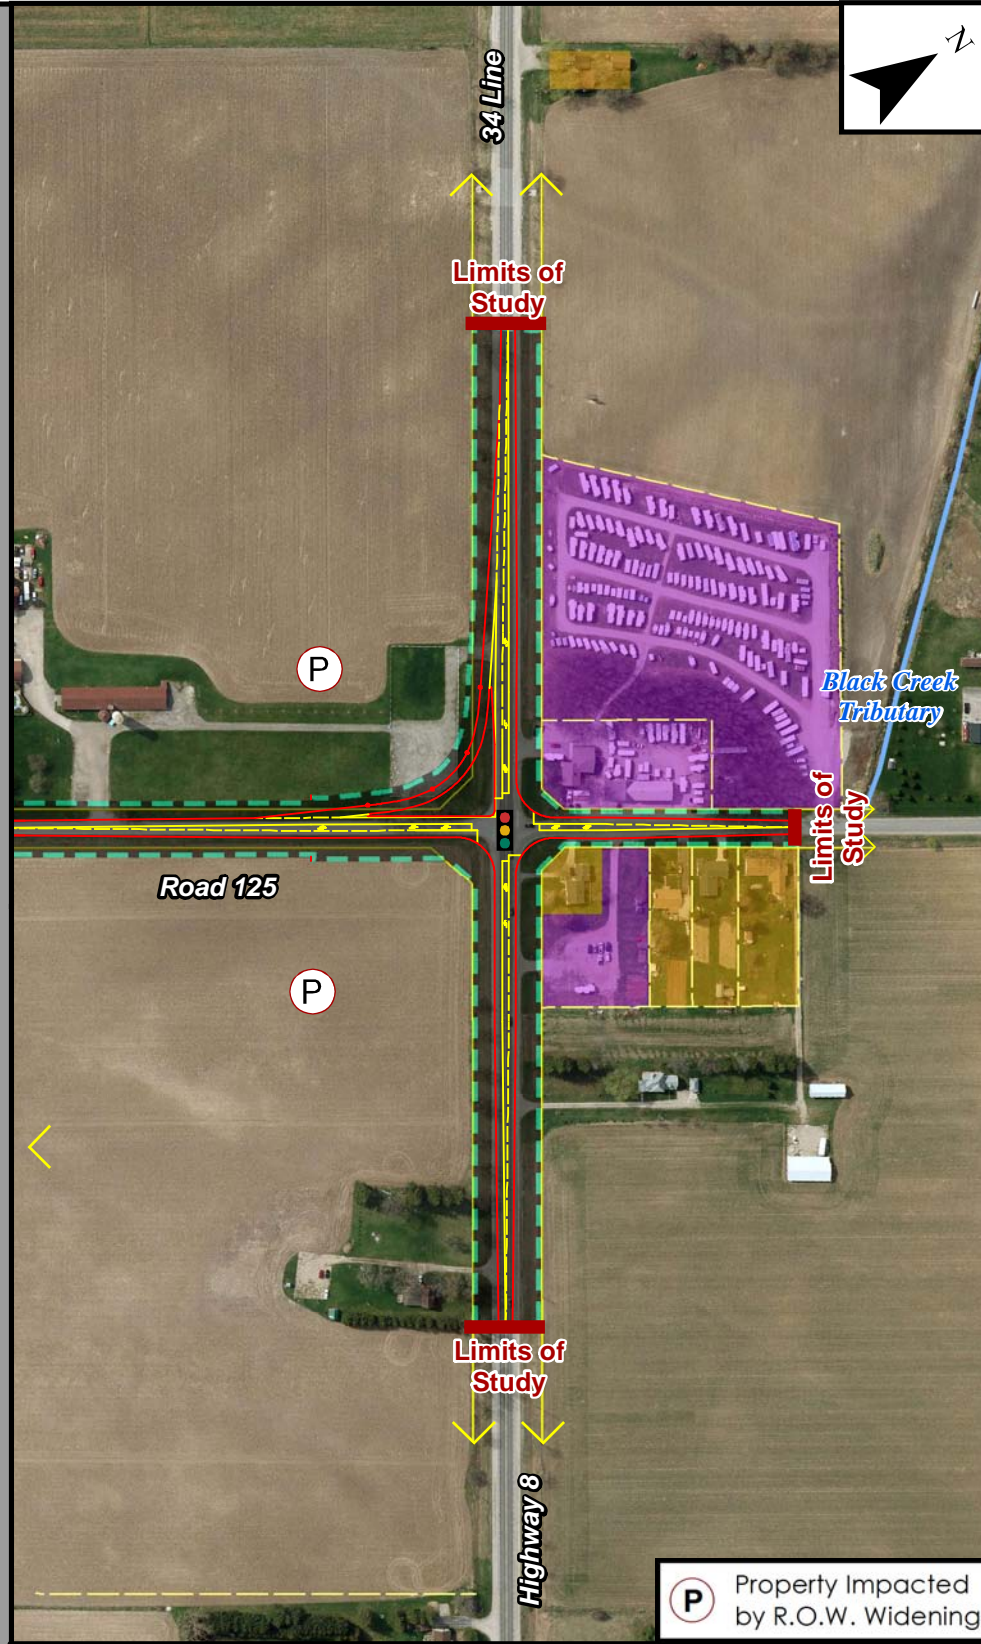 N
34 Line
Limits of
Study
P
Black Creek
Tributary
Limits of
Study
Road 125
P
Limits of
Study
Highway 8
P
Property Impacted
by R.O.W. Widening